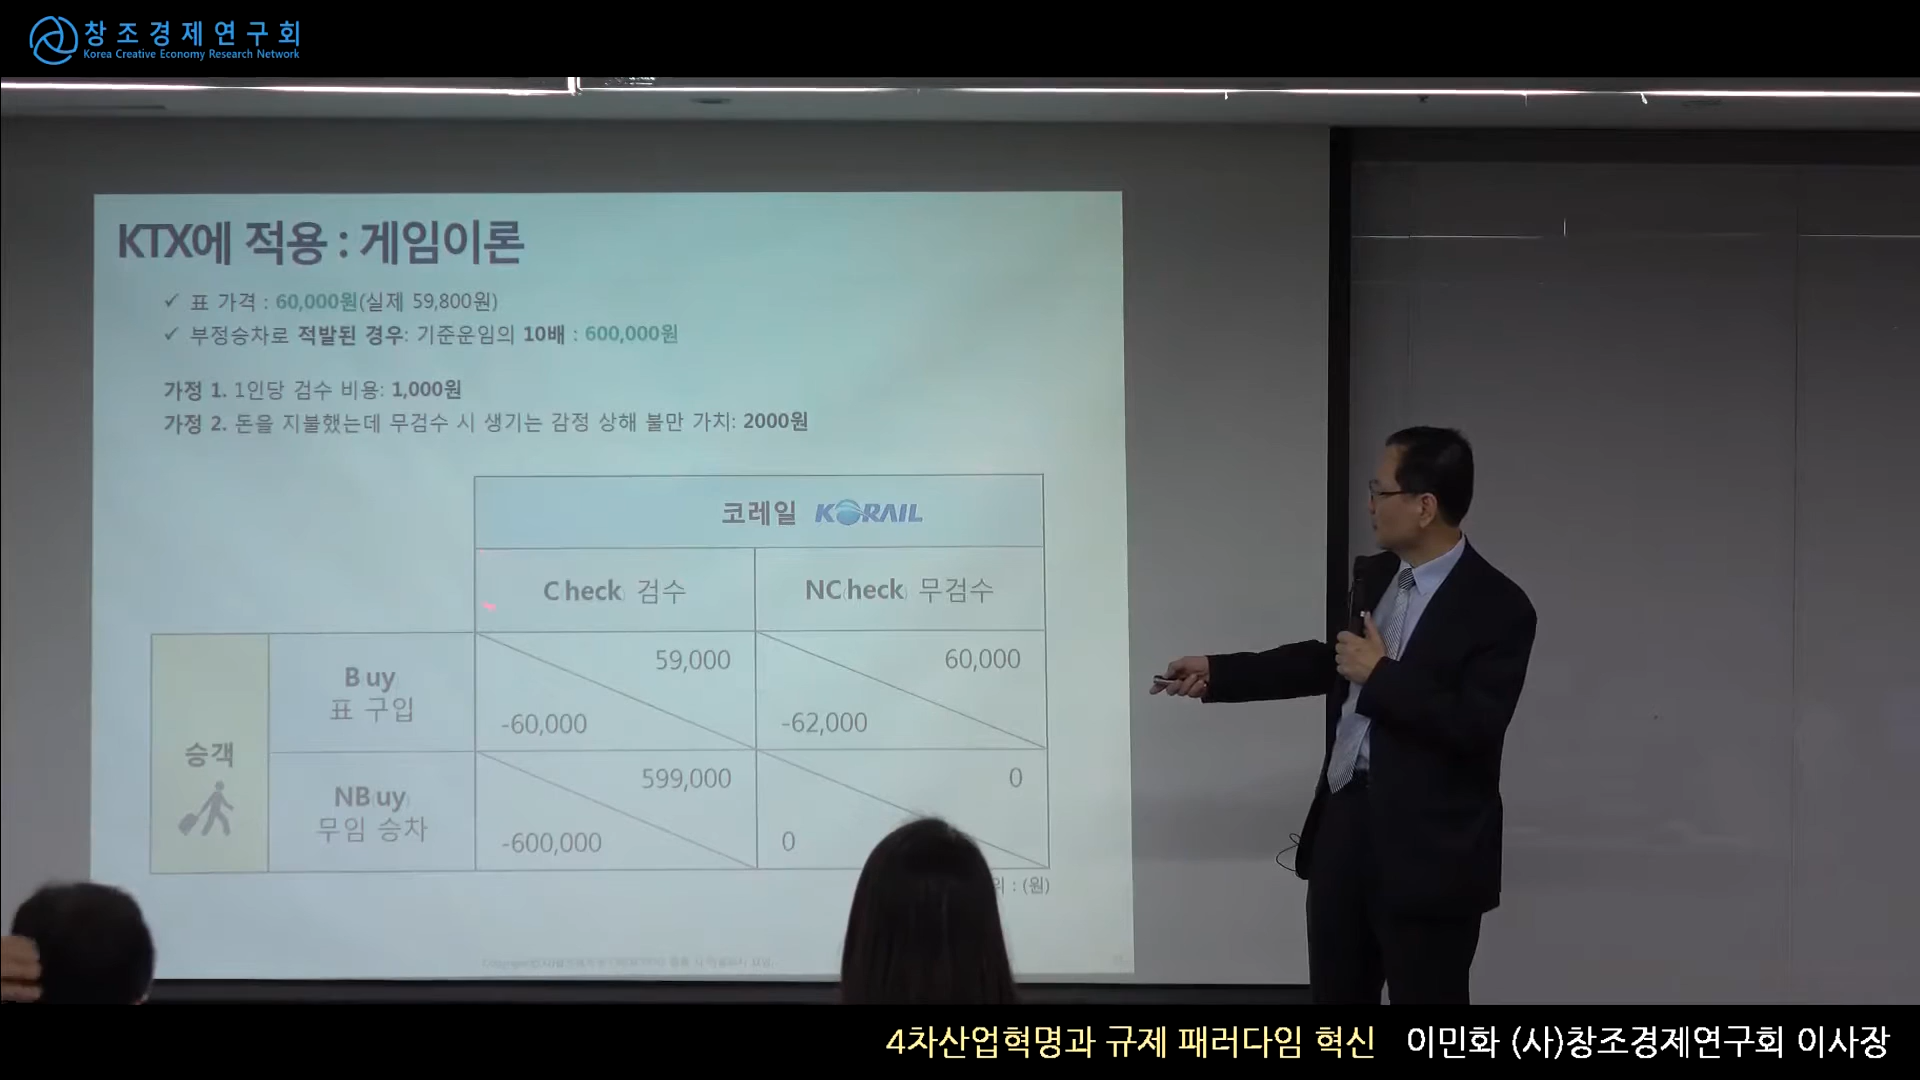 창조경제연구회
Korea Creative Economy Research Network
KTX에 적용 : 게임이론
✓ 표 가격 : 60,000원(실제 59,800원)
✓ 부정승차로 적발된 경우: 기준운임의 10배 : 600,000원
가정 1. 1인당 검수 비용: 1,000원
가정 2. 돈을 지불했는데 무검수 시 생기는 감정 상해 불만 가치: 2000원
코레일 KORAIL
C(heck) 검수
NC(heck) 무검수
승객
B(uy)
표 구입
59,000
-60,000
60,000
-62,000
NB(uy)
무임 승차
599,000
-600,000
0
0
: (원)
4차산업혁명과 규제 패러다임 혁신 이민화 (사)창조경제연구회 이사장